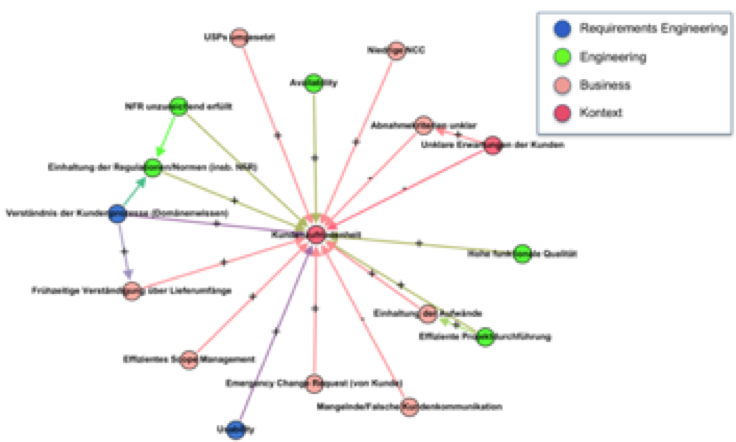 USPs umgesetzt
Niedrige NCC
Requirements Engineering
Engineering
Business
Kontext
Availability
NFR unzureichend erfüllt
Abnahmekriterien unklar
Unklare Erwartungen der Kunden
Einhaltung der Regulationen/Normen (insb. NFR)
Verständnis der Kundenprozesse (Domänenwissen)
Kundenzufriedenheit
Hohe funktionale Qualität
Frühzeitige Verständigung über Lieferumfänge
Einhaltung der Aufwände
Effiziente Projektdurchführung
Effizientes Scope Management
Emergency Change Request (von Kunde)
Mangelnde/Falsche Kundenkommunikation
Usability